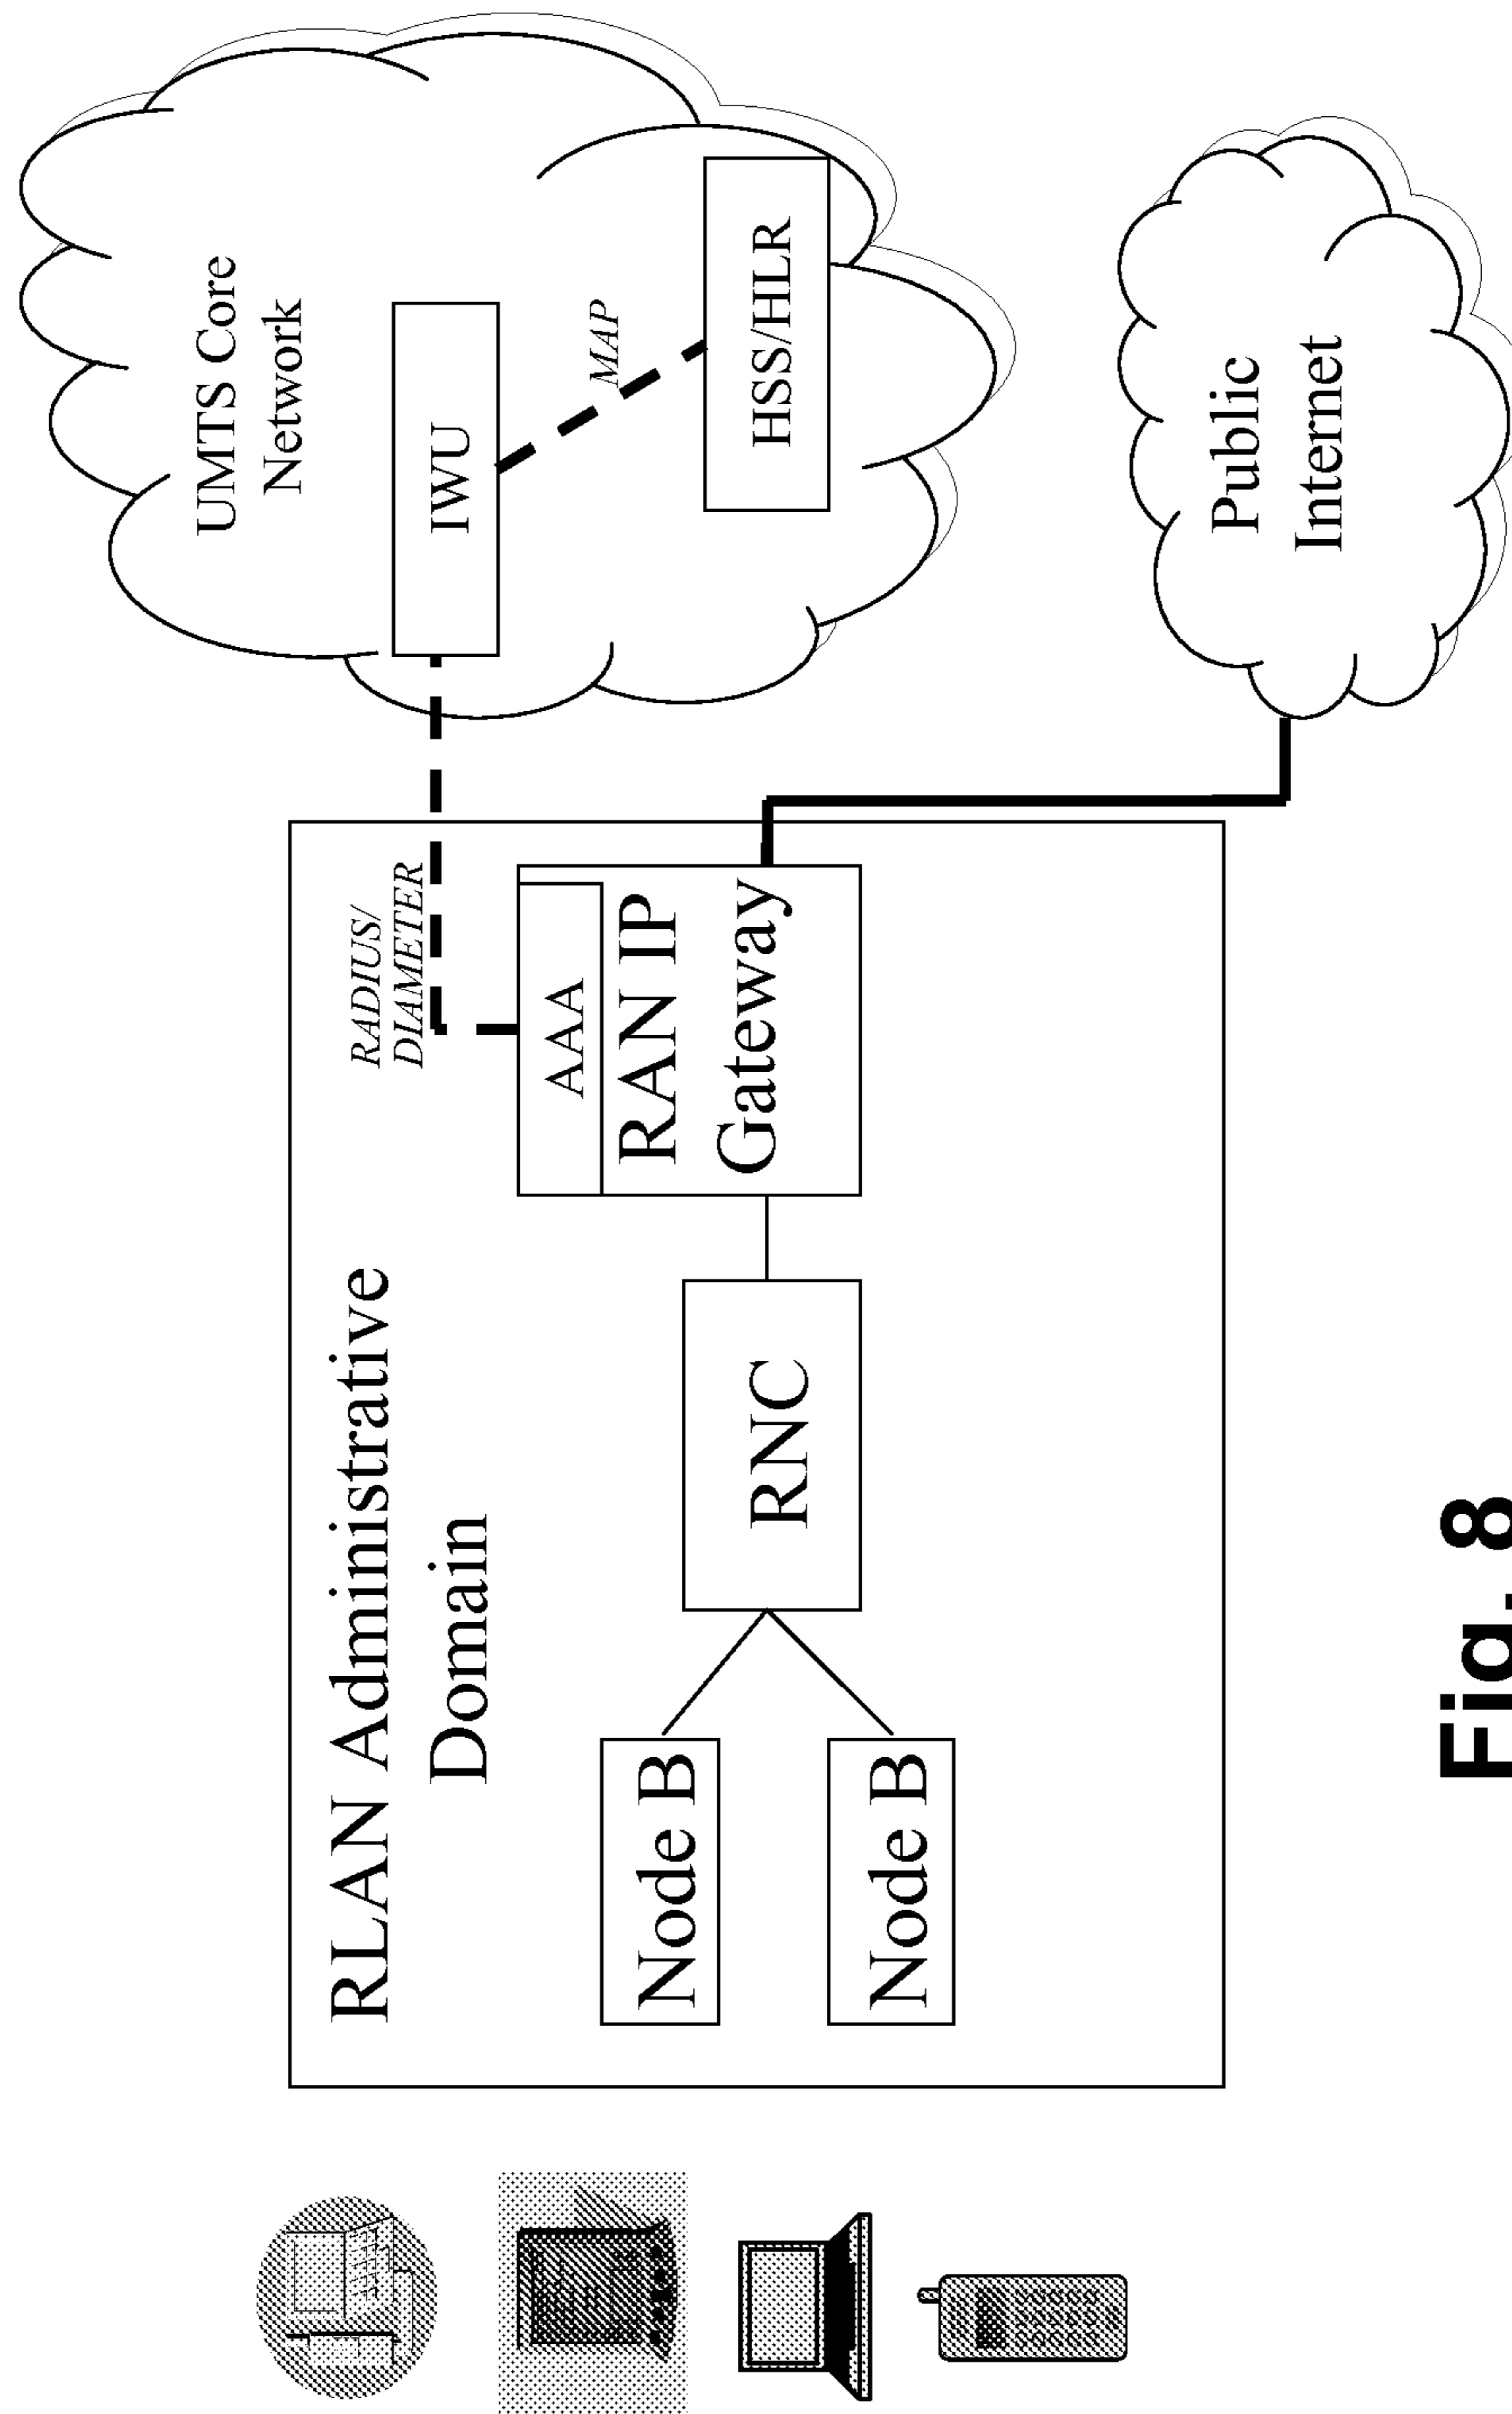 RLAN Administrative
Domain
Node B
Node B
RNC
AAA
RAN IP
Gateway
RADIUS/
DIAMETER
UMTS Core
Network
IWU
MAP
HSS/HLR
Public
Internet
Fig. 8